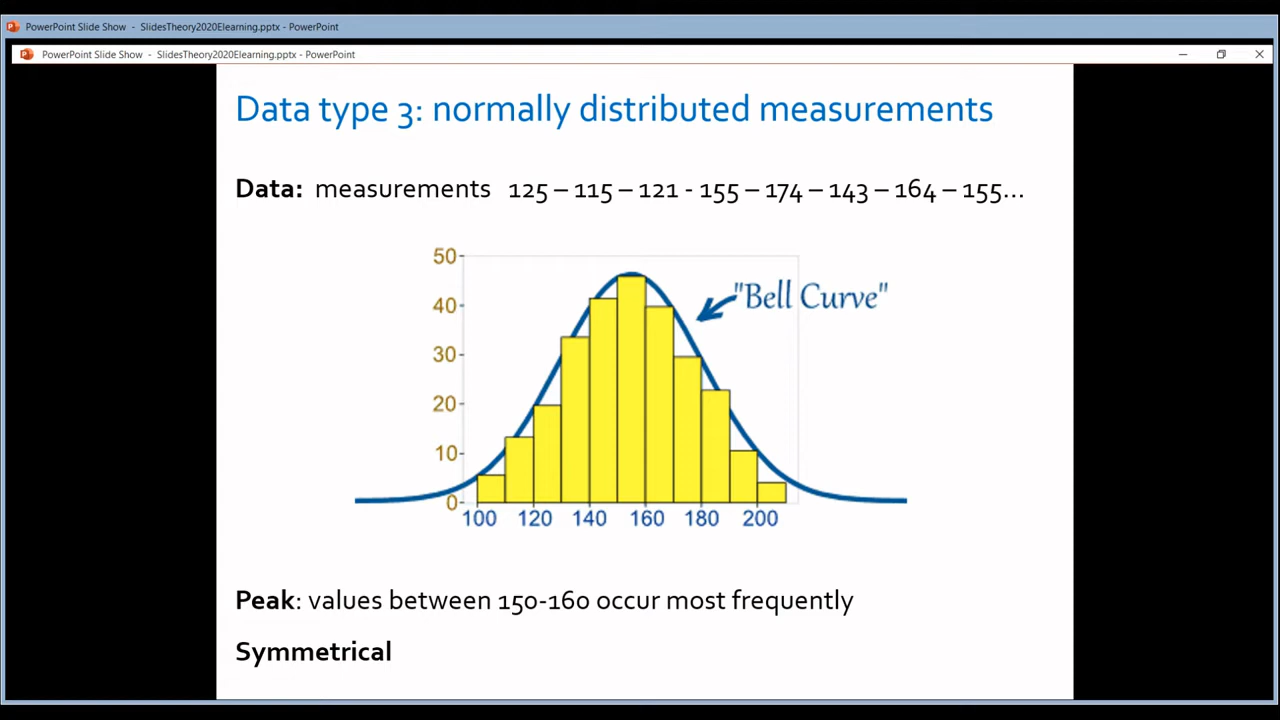 PowerPoint Slide Show - SlidesTheory2020Elearning.pptx - PowerPoint
PowerPoint Slide Show - SlidesTheory2020Elearning.pptx - PowerPoint
Data type 3: normally distributed measurements
Data: measurements 125 – 115 – 121 - 155 – 174 – 143 – 164 – 155...
50
"Bell Curve"
40
30
20
10
0
100 120 140 160 180 200
Peak: values between 150-160 occur most frequently
Symmetrical